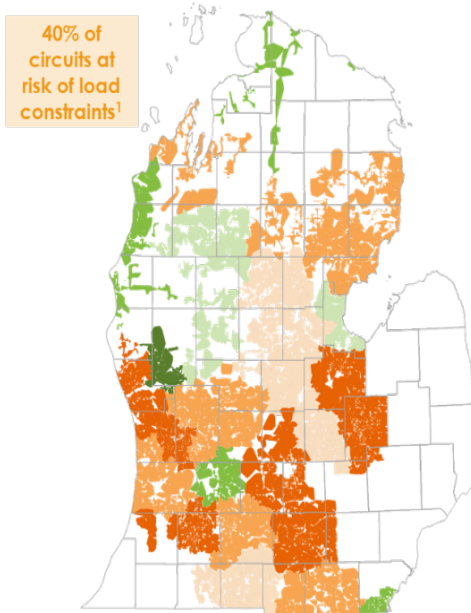 40% of
circuits at
risk of load
constraints¹